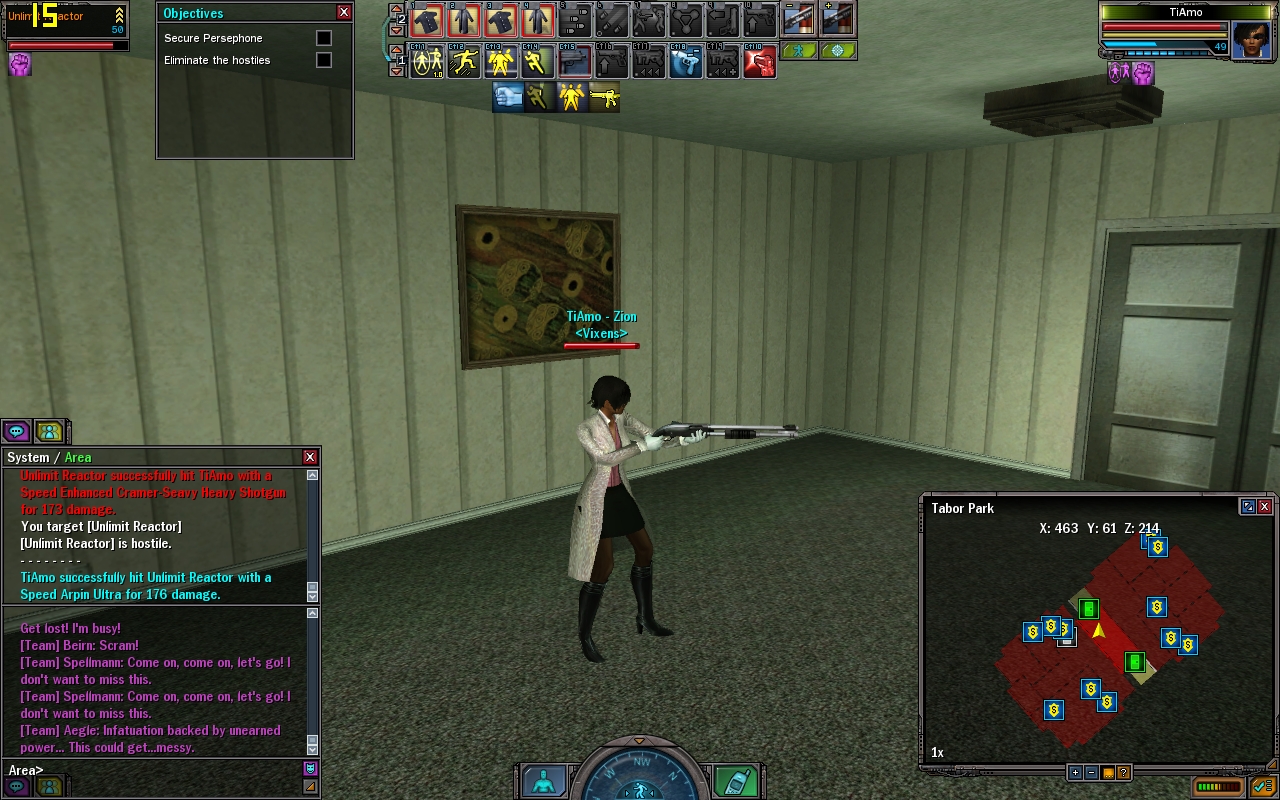 Unlimit Reactor
15
50
Objectives
Secure Persephone
Eliminate the hostiles
2
1
1.0
TiAmo
49
TiAmo - Zion
<Vixens>
System / Area
Unlimit Reactor successfully hit TiAmo with a
Speed Enhanced Cramer-Seavy Heavy Shotgun
for 173 damage.
You target [Unlimit Reactor]
[Unlimit Reactor] is hostile.
- - - - - - - -
TiAmo successfully hit Unlimit Reactor with a
Speed Arpin Ultra for 176 damage.
Get lost! I'm busy!
[Team] Beirn: Scram!
[Team] Spellmann: Come on, come on, let's go! I
don't want to miss this.
[Team] Spellmann: Come on, come on, let's go! I
don't want to miss this.
[Team] Aegle: Infatuation backed by unearned
power... This could get...messy.
Area>
Tabor Park
X: 463 Y: 61 Z: 214
1x
W NW N